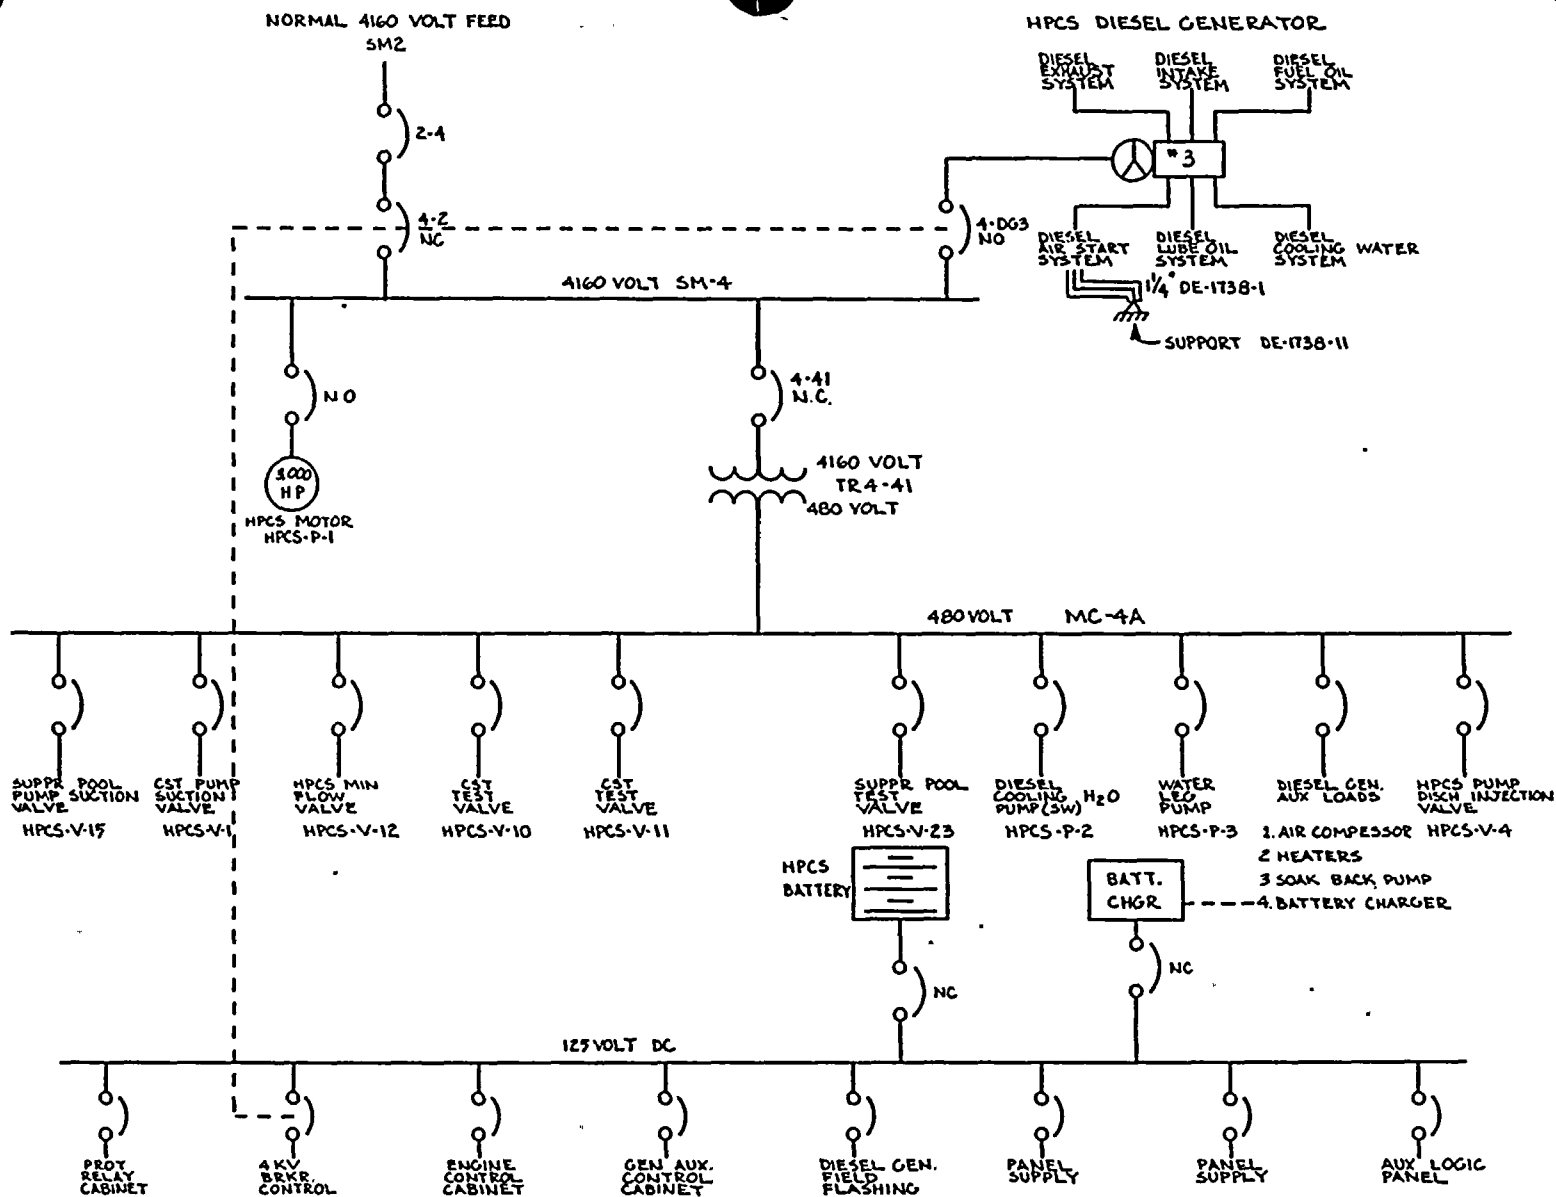 NORMAL 4160 VOLT FEED
SM2
2-4
4-2
NC
HPCS DIESEL GENERATOR
DIESEL
EXHAUST
SYSTEM
DIESEL
INTAKE
SYSTEM
DIESEL
FUEL OIL
SYSTEM
#3
4-DG3
NO
DIESEL
AIR START
SYSTEM
DIESEL
LUBE OIL
SYSTEM
DIESEL
COOLING WATER
SYSTEM
1 1/4" DE-1738-1
SUPPORT DE-1738-11
4160 VOLT SM-4
NO
HP
HPCS MOTOR
HPCS-P-1
4-41
N.C.
4160 VOLT
TR4-41
480 VOLT
480 VOLT MC-4A
SUPPR POOL
PUMP SUCTION
VALVE
HPCS-V-15
CST PUMP
SUCTION
VALVE
HPCS-V-1
HPCS MIN
FLOW
VALVE
HPCS-V-12
CST
TEST
VALVE
HPCS-V-10
CST
TEST
VALVE
HPCS-V-11
SUPPR POOL
TEST
VALVE
HPCS-V-23
DIESEL
COOLING H2O
PUMP (SW)
HPCS-P-2
WATER
LEG
PUMP
HPCS-P-3
DIESEL GEN.
AUX LOADS
1. AIR COMPESSOR
2 HEATERS
3 SOAK BACK PUMP
4. BATTERY CHARGER
HPCS PUMP
DISCH INJECTION
VALVE
HPCS-V-4
HPCS
BATTERY
NC
BATT.
CHGR
NC
125 VOLT DC
PROT
RELAY
CABINET
4 KV
BRKR.
CONTROL
ENGINE
CONTROL
CABINET
GEN AUX.
CONTROL
CABINET
DIESEL GEN.
FIELD
FLASHING
PANEL
SUPPLY
PANEL
SUPPLY
AUX LOGIC
PANEL